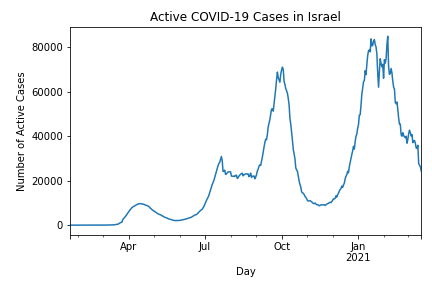 Active COVID-19 Cases in Israel
Number of Active Cases
80000
60000
40000
20000
0
Apr
Jul
Oct
Jan
2021
Day